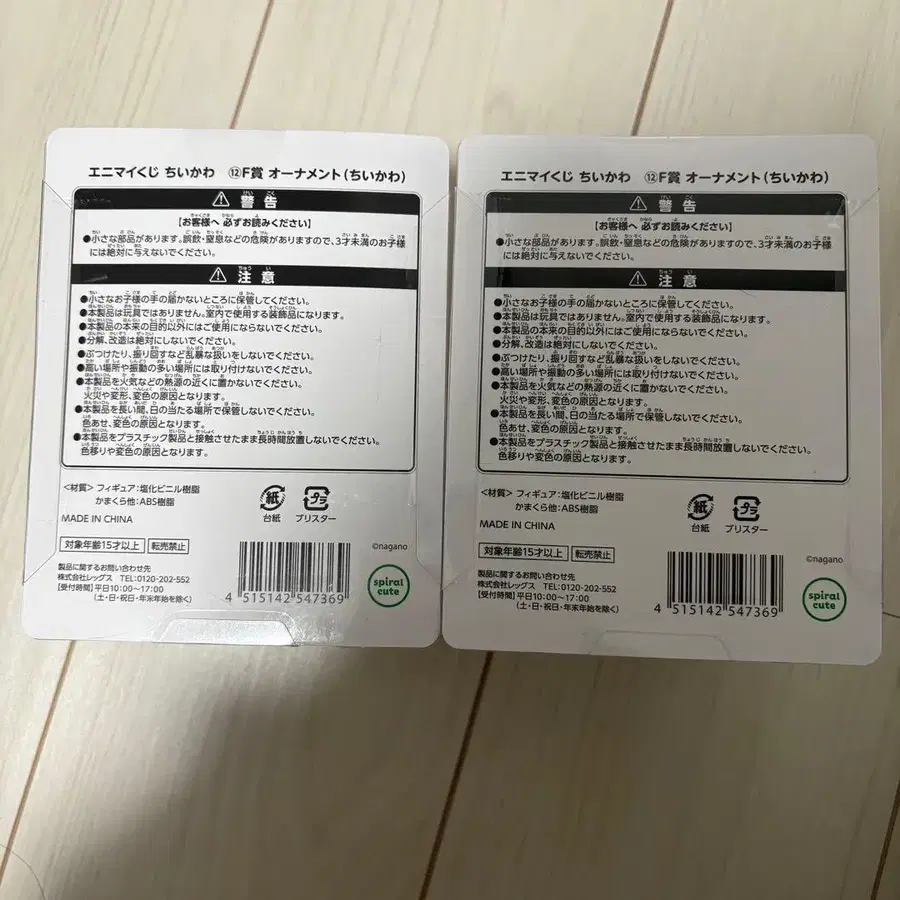 エニマイくじ ちいかわ ⑫F賞 オーナメント(ちいかわ)
⚠警告
【お客様へ 必ずお読みください】
●小さな部品があります。誤飲・窒息などの危険がありますので、3才未満のお子様
には絶対に与えないでください。
⚠注意
●小さなお子様の手の届かないところに保管してください。
●本製品は玩具ではありません。室内で使用する装飾品になります。
●本製品の本来の目的以外にはご使用にならないでください。
●分解、改造は絶対にしないでください。
●ぶつけたり、振り回すなど乱暴な扱いをしないでください。
●高い場所や振動の多い場所には取り付けないでください。
●本製品を火気などの熱源の近くに置かないでください。
火災や変形、変色の原因となります。
●本製品を長い間、日の当たる場所で保管しないでください。
色あせ、変色の原因となります。
●本製品をプラスチック製品と接触させたまま長時間放置しないでください。
色移りや変色の原因となります。
<材質> フィギュア:塩化ビニル樹脂
かまくら他:ABS樹脂
紙
台紙
プラ
ブリスター
MADE IN CHINA
対象年齢15才以上 転売禁止
©nagano
製品に関するお問い合わせ先
株式会社レッグス TEL:0120-202-552
【受付時間】平日10:00~17:00
(土・日・祝日・年末年始を除く)
4 515142 547369
spiral
cute
エニマイくじ ちいかわ ⑫F賞 オーナメント(ちいかわ)
⚠警告
【お客様へ 必ずお読みください】
●小さな部品があります。誤飲・窒息などの危険がありますので、3才未満のお子様
には絶対に与えないでください。
⚠注意
●小さなお子様の手の届かないところに保管してください。
●本製品は玩具ではありません。室内で使用する装飾品になります。
●本製品の本来の目的以外にはご使用にならないでください。
●分解、改造は絶対にしないでください。
●ぶつけたり、振り回すなど乱暴な扱いをしないでください。
●高い場所や振動の多い場所には取り付けないでください。
●本製品を火気などの熱源の近くに置かないでください。
火災や変形、変色の原因となります。
●本製品を長い間、日の当たる場所で保管しないでください。
色あせ、変色の原因となります。
●本製品をプラスチック製品と接触させたまま長時間放置しないでください。
色移りや変色の原因となります。
<材質> フィギュア:塩化ビニル樹脂
かまくら他:ABS樹脂
紙
台紙
プラ
ブリスター
MADE IN CHINA
対象年齢15才以上 転売禁止
©nagano
製品に関するお問い合わせ先
株式会社レッグス TEL:0120-202-552
【受付時間】平日10:00~17:00
(土・日・祝日・年末年始を除く)
4 515142 547369
spiral
cute